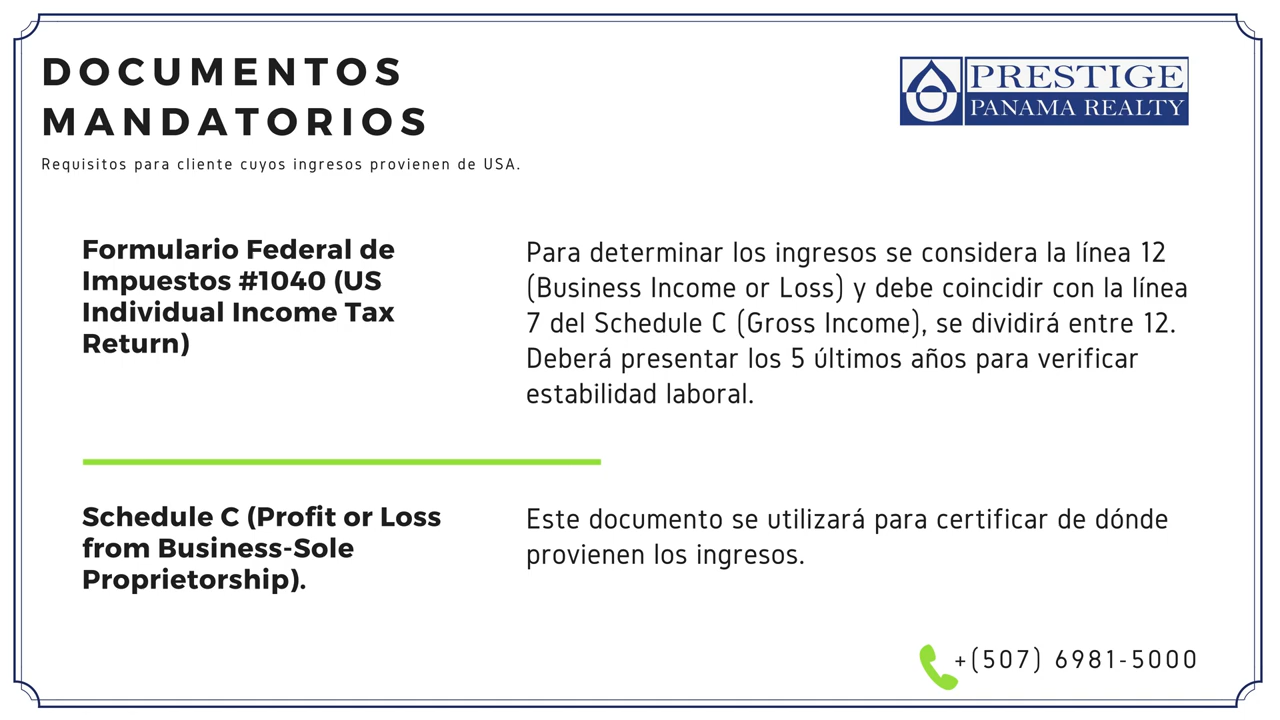 DOCUMENTOS
MANDATORIOS
Requisitos para cliente cuyos ingresos provienen de USA.
PRESTIGE
PANAMA REALTY
Formulario Federal de
Impuestos #1040 (US
Individual Income Tax
Return)
Para determinar los ingresos se considera la línea 12
(Business Income or Loss) y debe coincidir con la línea
7 del Schedule C (Gross Income), se dividirá entre 12.
Deberá presentar los 5 últimos años para verificar
estabilidad laboral.
Schedule C (Profit or Loss
from Business-Sole
Proprietorship).
Este documento se utilizará para certificar de dónde
provienen los ingresos.
+(507) 6981-5000